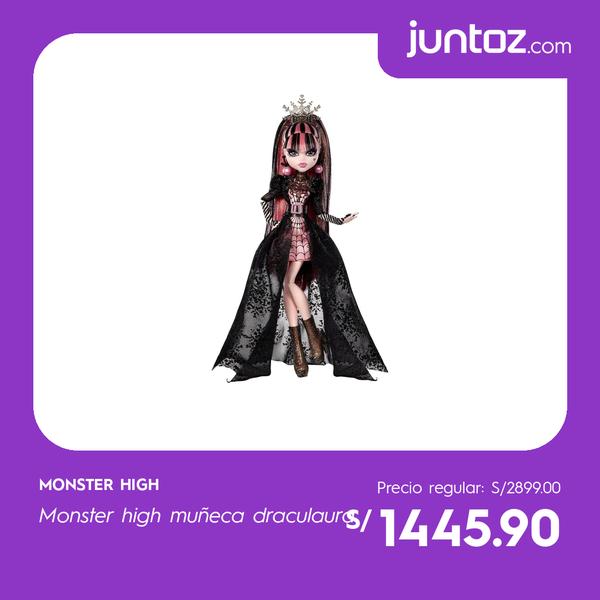 juntoz.com
MONSTER HIGH
Precio regular: S/2899.00
Monster high muñeca draculaura
S/1445.90